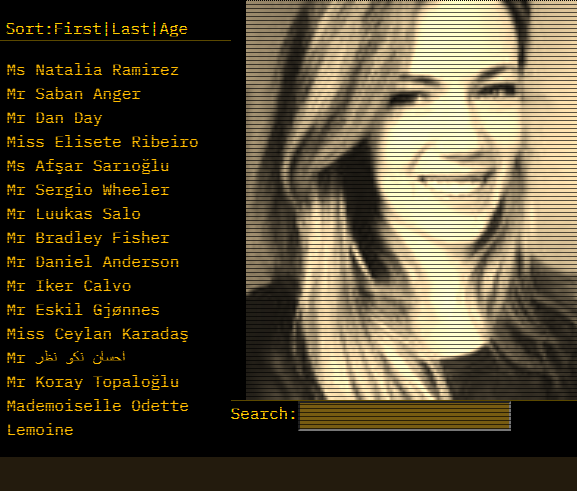 Sort:First|Last|Age
Ms Natalia Ramirez
Mr Saban Anger
Mr Dan Day
Miss Elisete Ribeiro
Ms Afşar Sarıoğlu
Mr Sergio Wheeler
Mr Luukas Salo
Mr Bradley Fisher
Mr Daniel Anderson
Mr Iker Calvo
Mr Eskil Gjønnes
Miss Ceylan Karadaş
Mr احسان نكو نظر
Mr Koray Topaloğlu
Mademoiselle Odette
Lemoine
Search: